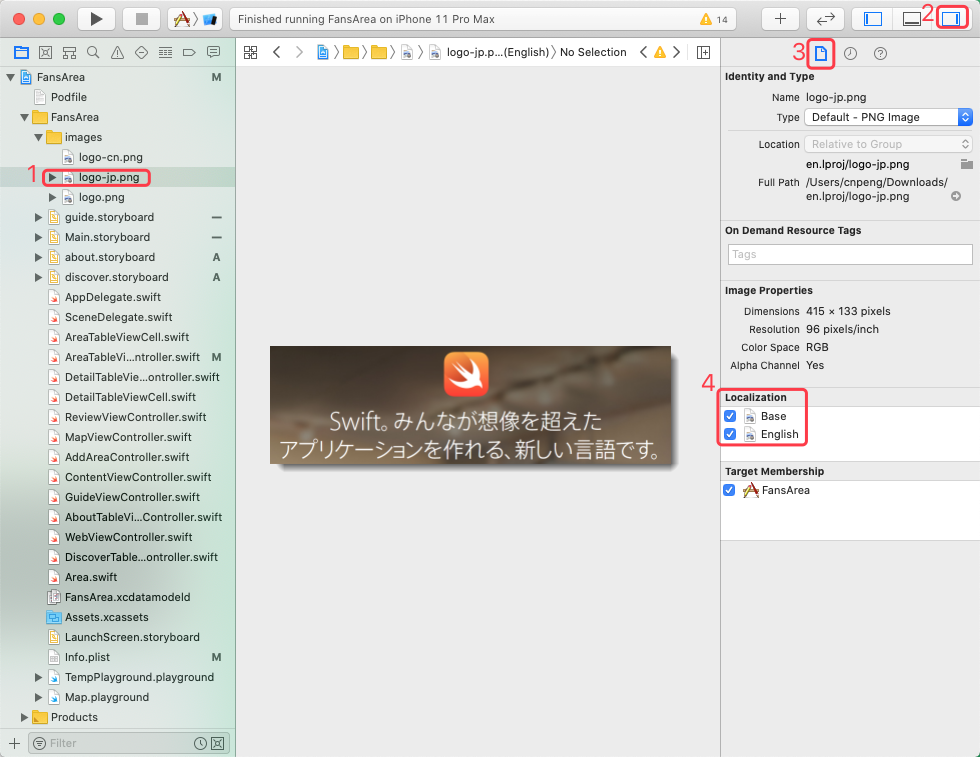 Finished running FansArea on iPhone 11 Pro Max
14
2
logo-jp.p...(English)
No Selection
3
FansArea
M
Podfile
FansArea
images
logo-cn.png
1
logo-jp.png
logo.png
guide.storyboard
Main.storyboard
about.storyboard
A
discover.storyboard
A
AppDelegate.swift
SceneDelegate.swift
AreaTableViewCell.swift
AreaTableVi...ntroller.swift
M
DetailTableVie...ontroller.swift
DetailTableViewCell.swift
ReviewViewController.swift
MapViewController.swift
AddAreaController.swift
ContentViewController.swift
GuideViewController.swift
AboutTableVi...Controller.swift
WebViewController.swift
DiscoverTable...ontroller.swift
Area.swift
FansArea.xcdatamodeld
Assets.xcassets
LaunchScreen.storyboard
Info.plist
M
TempPlayground.playground
Map.playground
Products
Filter
Swift。みんなが想像を超えた
アプリケーションを作れる、新しい言語です。
Identity and Type
Name logo-jp.png
Type Default - PNG Image
Location Relative to Group
en.lproj/logo-jp.png
Full Path /Users/cnpeng/Downloads/
en.lproj/logo-jp.png
On Demand Resource Tags
Tags
Image Properties
Dimensions 415 × 133 pixels
Resolution 96 pixels/inch
Color Space RGB
Alpha Channel Yes
4
Localization
Base
English
Target Membership
FansArea